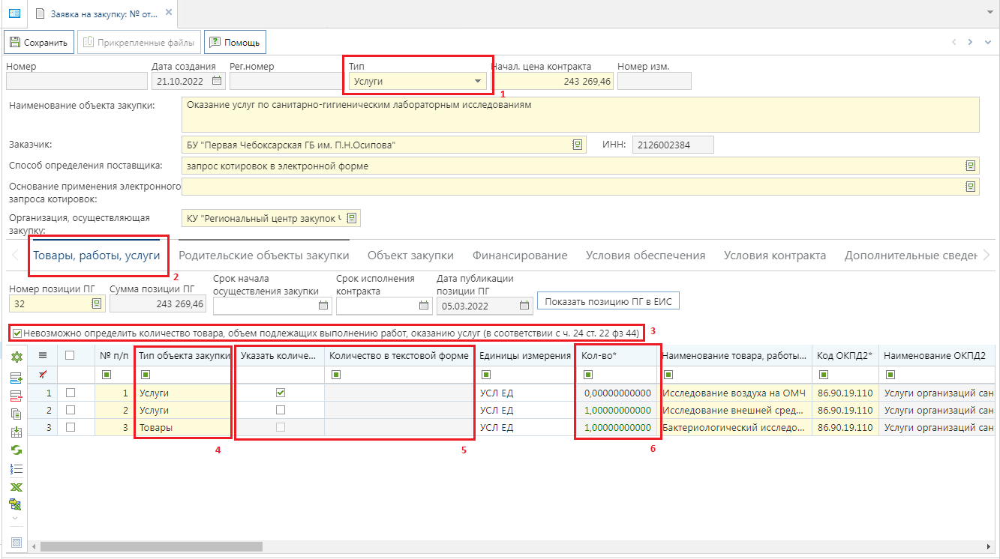 Заявка на закупку: № от...
Сохранить Прикрепленные файлы Помощь
Номер Дата создания Рег.номер Тип Начал. цена контракта Номер изм.
21.10.2022 Услуги 243 269,46
1
Наименование объекта закупки: Оказание услуг по санитарно-гигиеническим лабораторным исследованиям
Заказчик: БУ "Первая Чебоксарская ГБ им. П.Н.Осипова" ИНН: 2126002384
Способ определения поставщика: запрос котировок в электронной форме
Основание применения электронного
запроса котировок:
Организация, осуществляющая КУ "Региональный центр закупок Ч
закупку:
Товары, работы, услуги Родительские объекты закупки Объект закупки Финансирование Условия обеспечения Условия контракта Дополнительные сведен
2
Номер позиции ПГ Сумма позиции ПГ Срок начала осуществления закупки Срок исполнения контракта Дата публикации позиции ПГ
32 243 269,46 05.03.2022 Показать позицию ПГ в ЕИС
Невозможно определить количество товара, объем подлежащих выполнению работ, оказанию услуг (в соответствии с ч. 24 ст. 22 фз 44) 3
№ п/п Тип объекта закупки Указать количе... Количество в текстовой форме Единицы измерения Кол-во* Наименование товара, работы... Код ОКПД2* Наименование ОКПД2
1 1 Услуги УСЛ ЕД 0,00000000000 Исследование воздуха на ОМЧ 86.90.19.110 Услуги организаций сан
2 2 Услуги УСЛ ЕД 1,00000000000 Исследование внешней сред... 86.90.19.110 Услуги организаций сан
3 3 Товары УСЛ ЕД 1,00000000000 Бактериологический исследо... 86.90.19.110 Услуги организаций сан
4 5 6